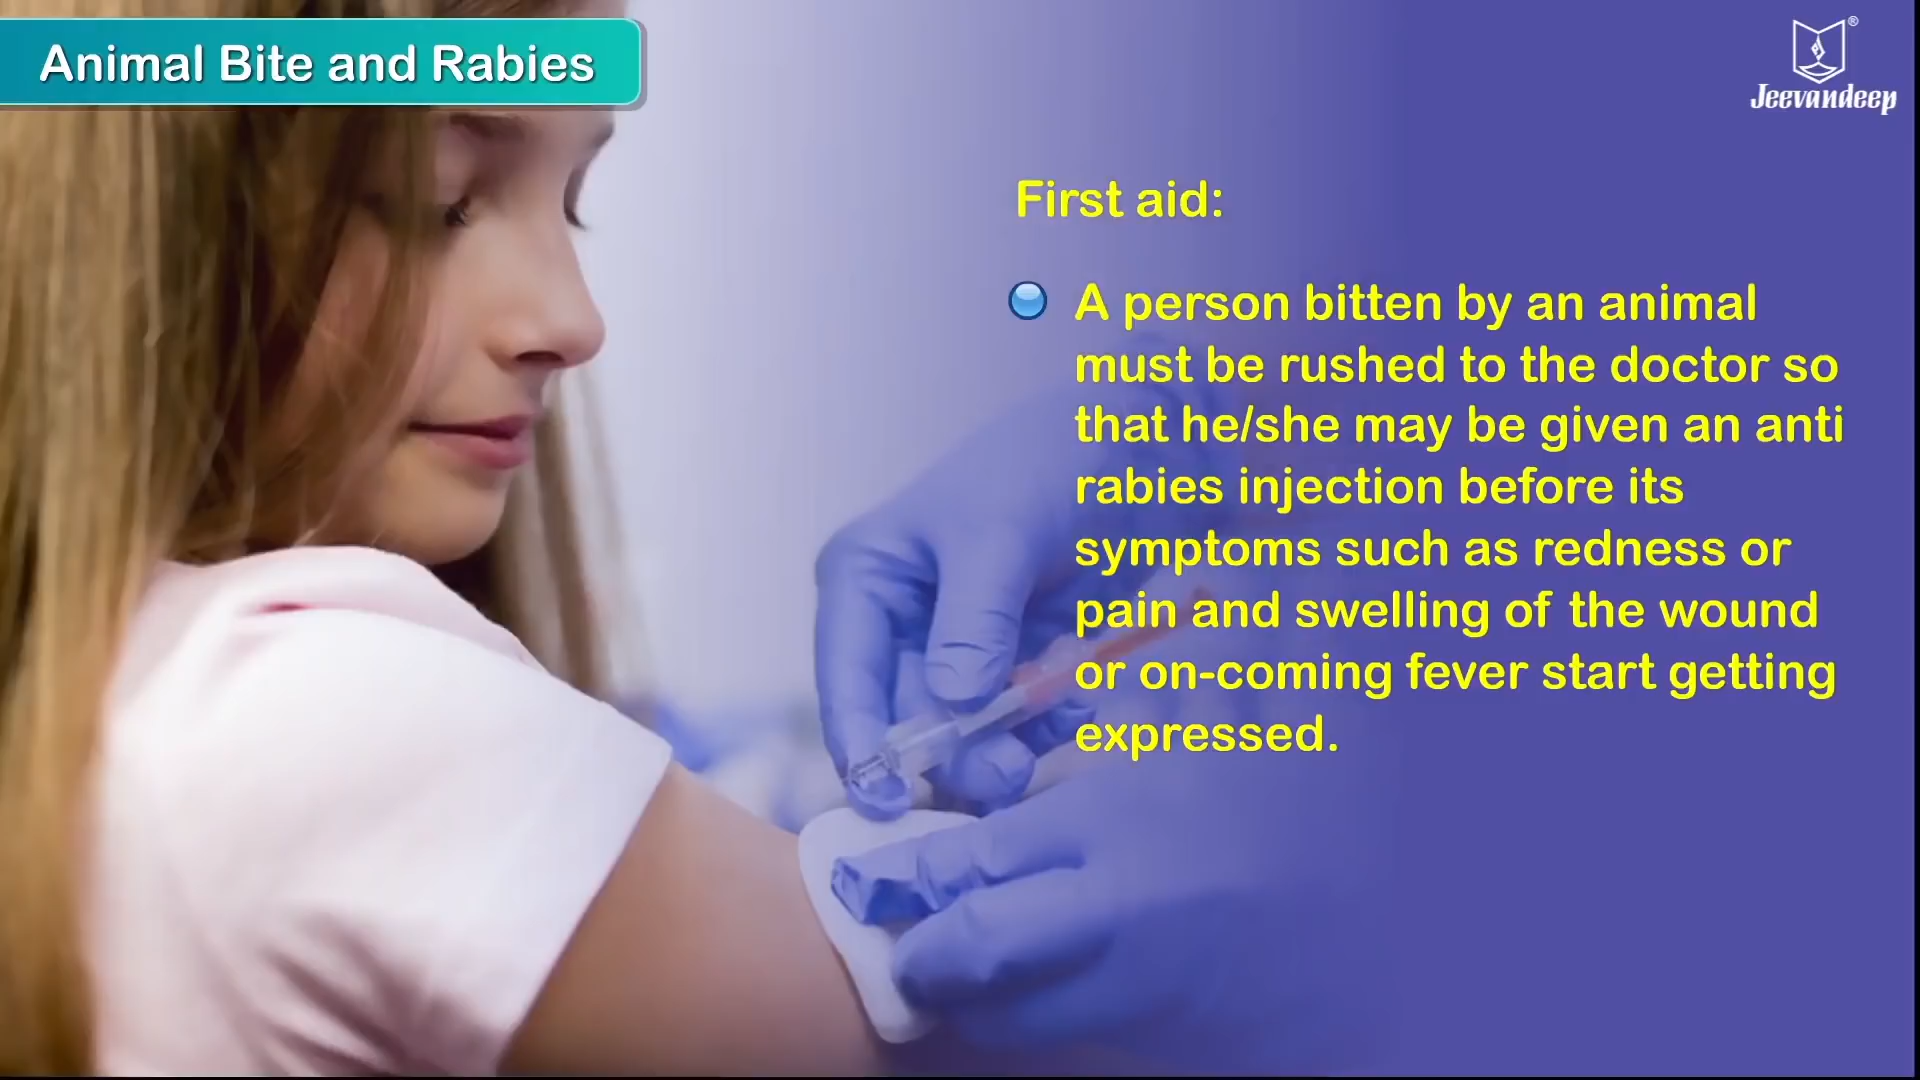 Animal Bite and Rabies
®
Jeevandeep
First aid:
A person bitten by an animal
must be rushed to the doctor so
that he/she may be given an anti
rabies injection before its
symptoms such as redness or
pain and swelling of the wound
or on-coming fever start getting
expressed.